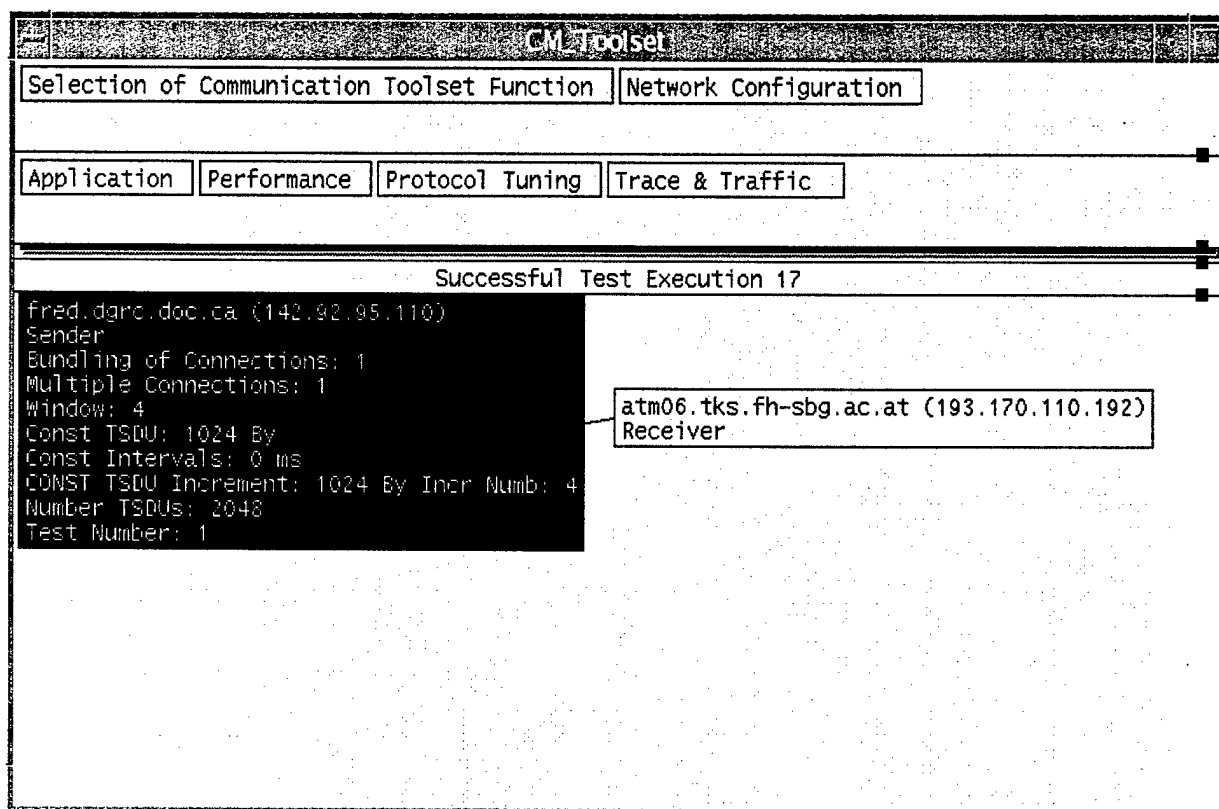 CM_Toolset
Selection of Communication Toolset Function
Network Configuration
Application
Performance
Protocol Tuning
Trace & Traffic
Successful Test Execution 17
fred.dgrc.doc.ca (142.92.95.110)
Sender
Bundling of Connections: 1
Multiple Connections: 1
Window: 4
Const TSDU: 1024 By
Const Intervals: 0 ms
CONST TSDU Increment: 1024 By Incr Numb: 4
Number TSDUs: 2048
Test Number: 1
atm06.tks.fh-sbg.ac.at (193.170.110.192)
Receiver